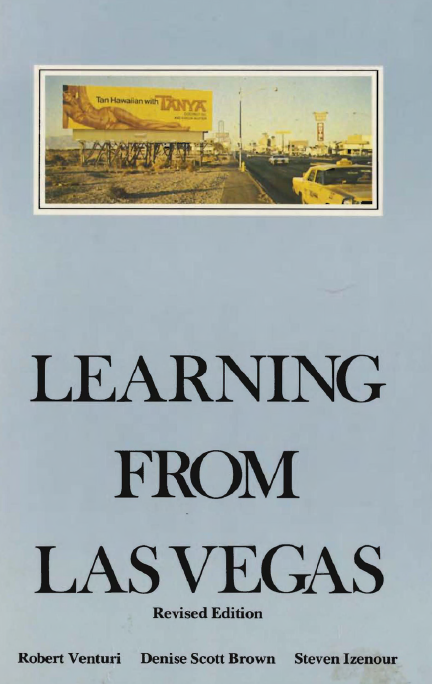 Tan Hawaiian with TANYA
LEARNING
FROM
LAS VEGAS
Revised Edition
Robert Venturi Denise Scott Brown Steven Izenour